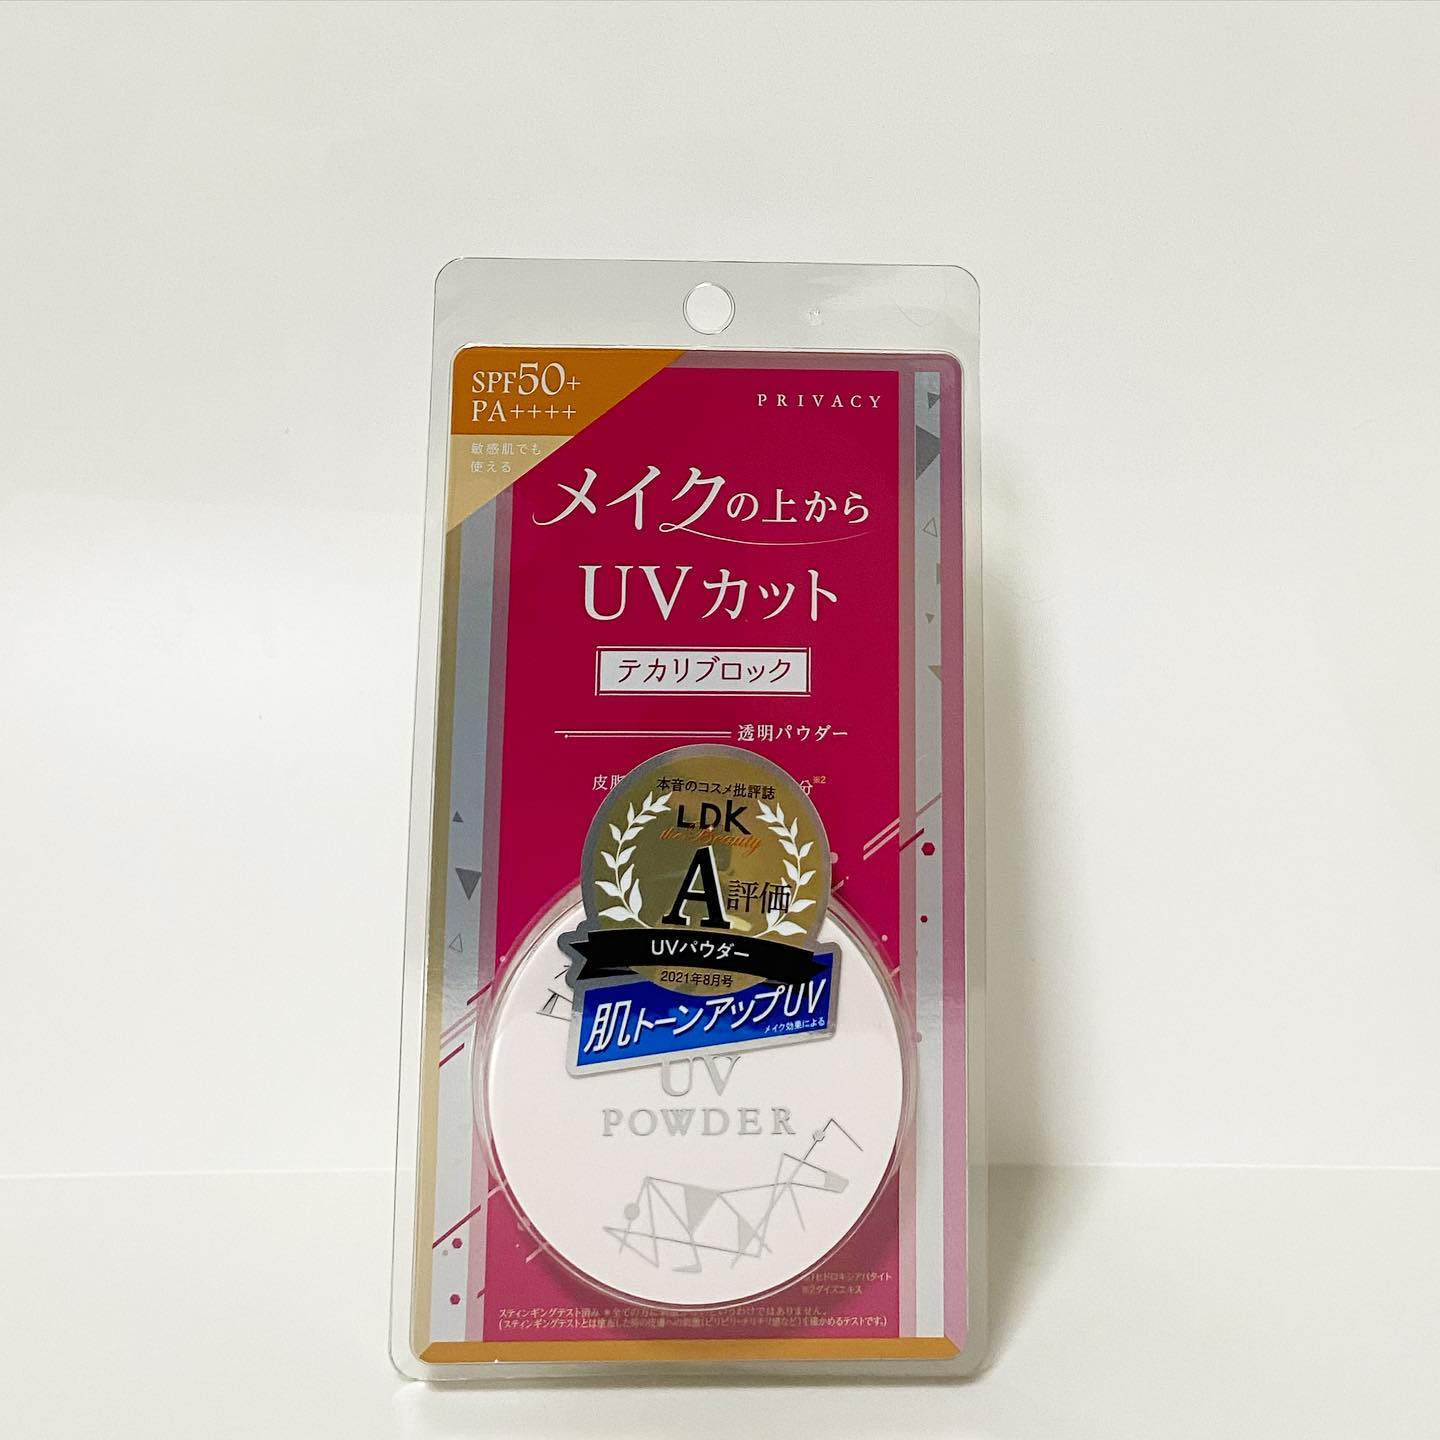 SPF50+
PA++++
敏感肌でも
使える
PRIVACY
メイクの上から
UVカット
テカリブロック
透明パウダー
皮脂
分※2
本音のコスメ批評誌
LDK
the Beauty
A評価
UVパウダー
2021年8月号
肌トーンアップUV
メイク効果による
UV
POWDER
※1ヒドロキシアパタイト
※2ダイズエキス
スティンギングテスト済み ＊全ての方に
というわけではありません。
(スティンギングテストとは塗布した時の皮膚への刺激(ピリピリ・チリチリ感など)を確かめるテストです。)